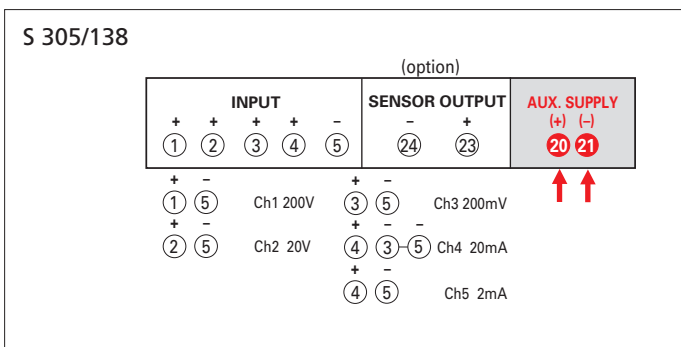 S 305/138
(option)
INPUT SENSOR OUTPUT AUX. SUPPLY
+ + + + – – + (+) (–)
1 2 3 4 5 24 23 20 21
+ – + –
1 5 Ch1 200V 3 5 Ch3 200mV
+ – + – –
2 5 Ch2 20V 4 3 5 Ch4 20mA
+ –
4 5 Ch5 2mA